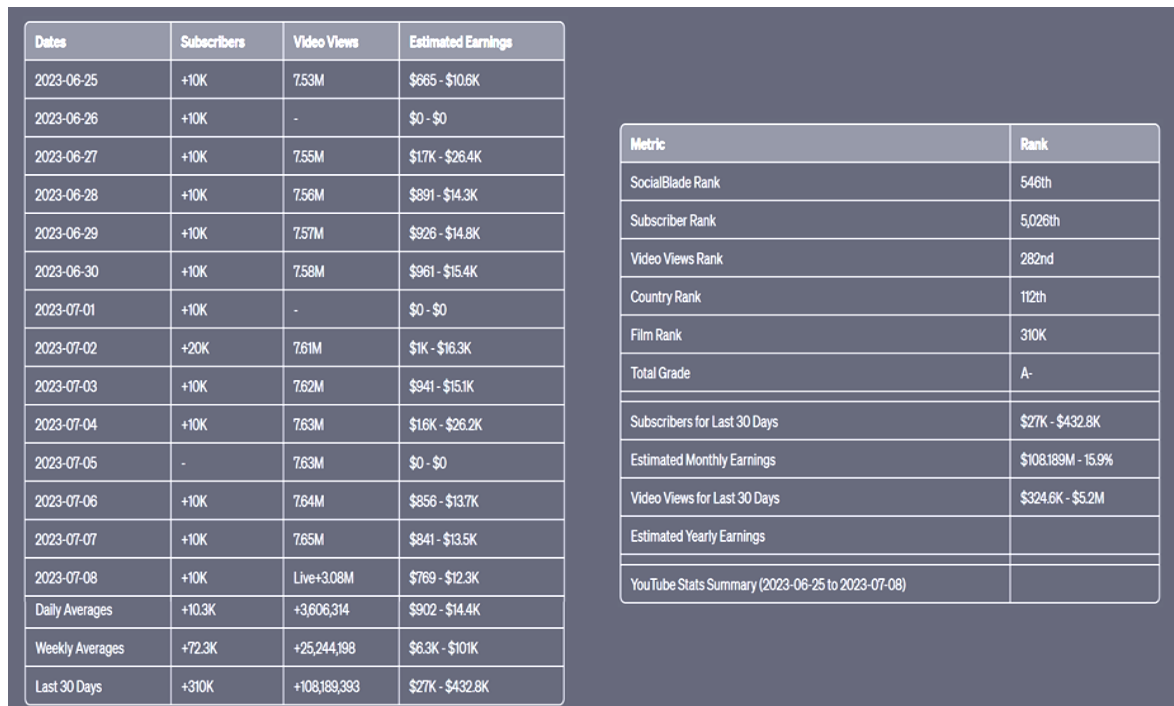 Dates Subscribers Video Views Estimated Earnings
2023-06-25 +10K 7.53M $665 - $10.6K
2023-06-26 +10K - $0 - $0
2023-06-27 +10K 7.55M $1.7K - $26.4K
2023-06-28 +10K 7.56M $891 - $14.3K
2023-06-29 +10K 7.57M $926 - $14.8K
2023-06-30 +10K 7.58M $961 - $15.4K
2023-07-01 +10K - $0 - $0
2023-07-02 +20K 7.61M $1K - $16.3K
2023-07-03 +10K 7.62M $941 - $15.1K
2023-07-04 +10K 7.63M $1.6K - $26.2K
2023-07-05 - 7.63M $0 - $0
2023-07-06 +10K 7.64M $856 - $13.7K
2023-07-07 +10K 7.65M $841 - $13.5K
2023-07-08 +10K Live+3.08M $769 - $12.3K
Daily Averages +10.3K +3,606,314 $902 - $14.4K
Weekly Averages +72.3K +25,244,198 $6.3K - $101K
Last 30 Days +310K +108,189,393 $27K - $432.8K
Metric Rank
SocialBlade Rank 546th
Subscriber Rank 5,026th
Video Views Rank 282nd
Country Rank 112th
Film Rank 310K
Total Grade A-
Subscribers for Last 30 Days $27K - $432.8K
Estimated Monthly Earnings $108.189M - 15.9%
Video Views for Last 30 Days $324.6K - $5.2M
Estimated Yearly Earnings
YouTube Stats Summary (2023-06-25 to 2023-07-08)